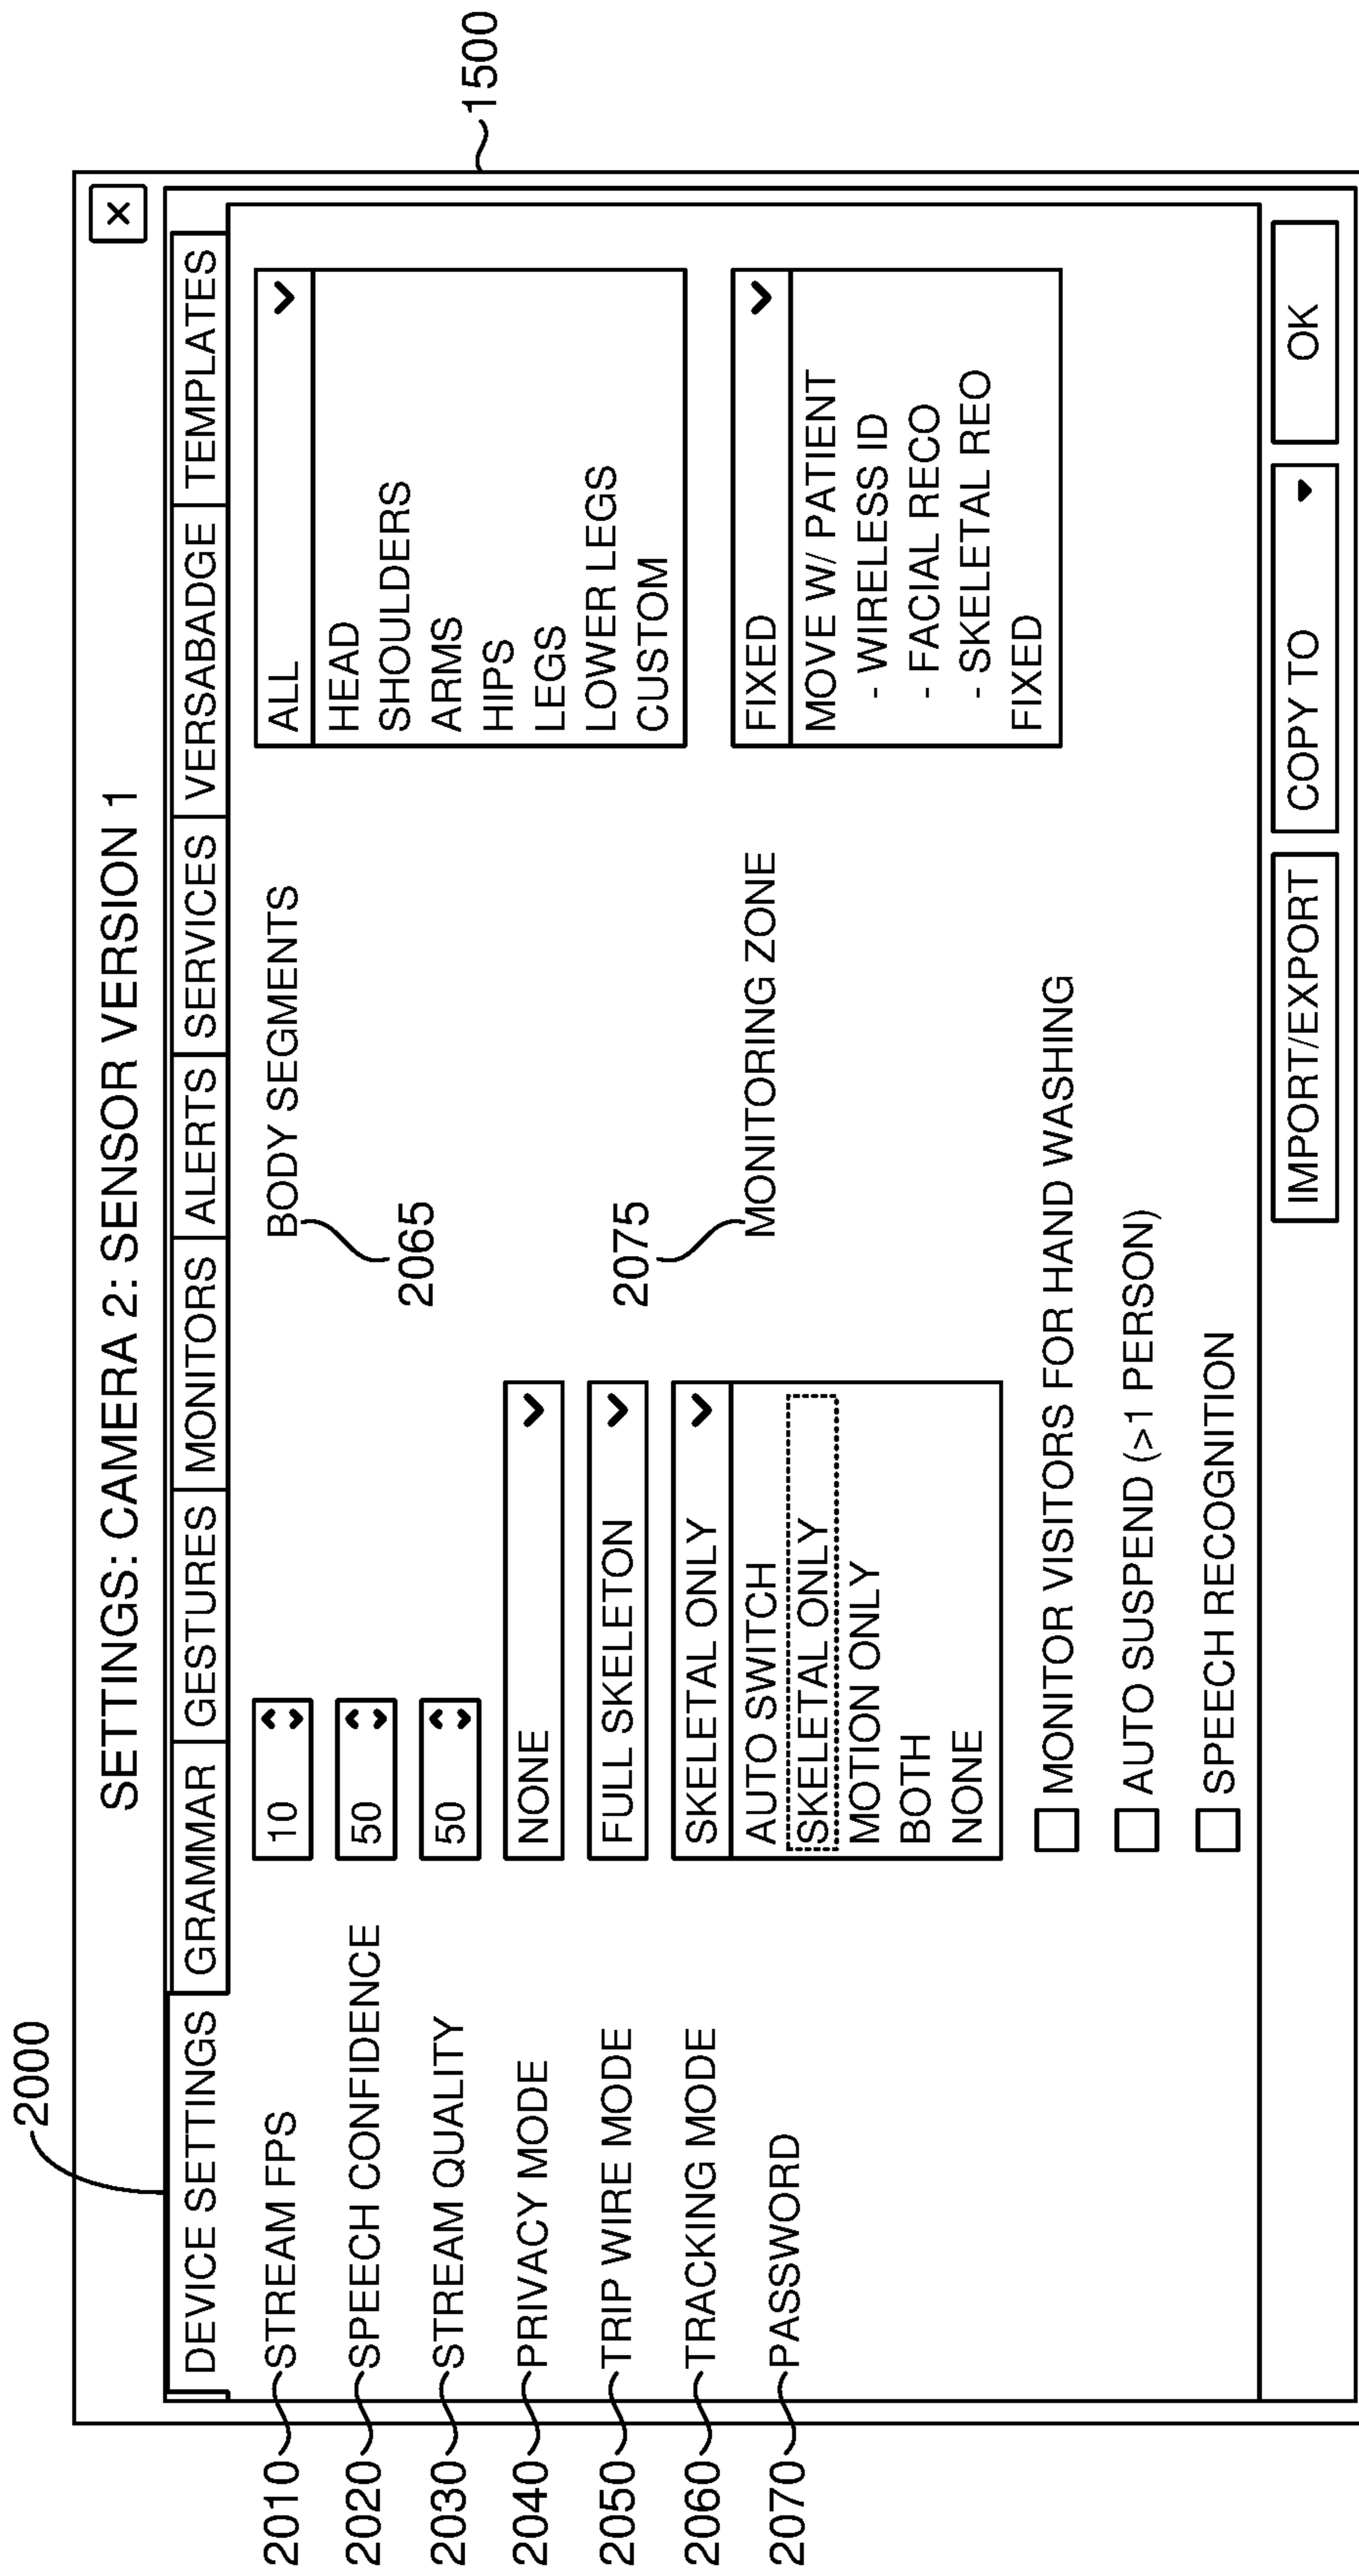 2000
SETTINGS: CAMERA 2: SENSOR VERSION 1
X
1500
DEVICE SETTINGS GRAMMAR GESTURES MONITORS ALERTS SERVICES VERSABADGE TEMPLATES
2010 STREAM FPS 10
2020 SPEECH CONFIDENCE 50
2030 STREAM QUALITY 50
2040 PRIVACY MODE NONE
2050 TRIP WIRE MODE FULL SKELETON
2060 TRACKING MODE SKELETAL ONLY
AUTO SWITCH
SKELETAL ONLY
MOTION ONLY
BOTH
NONE
2070 PASSWORD
MONITOR VISITORS FOR HAND WASHING
AUTO SUSPEND (>1 PERSON)
SPEECH RECOGNITION
BODY SEGMENTS
2065
ALL
HEAD
SHOULDERS
ARMS
HIPS
LEGS
LOWER LEGS
CUSTOM
2075
MONITORING ZONE
FIXED
MOVE W/ PATIENT
- WIRELESS ID
- FACIAL RECO
- SKELETAL REO
FIXED
IMPORT/EXPORT COPY TO OK